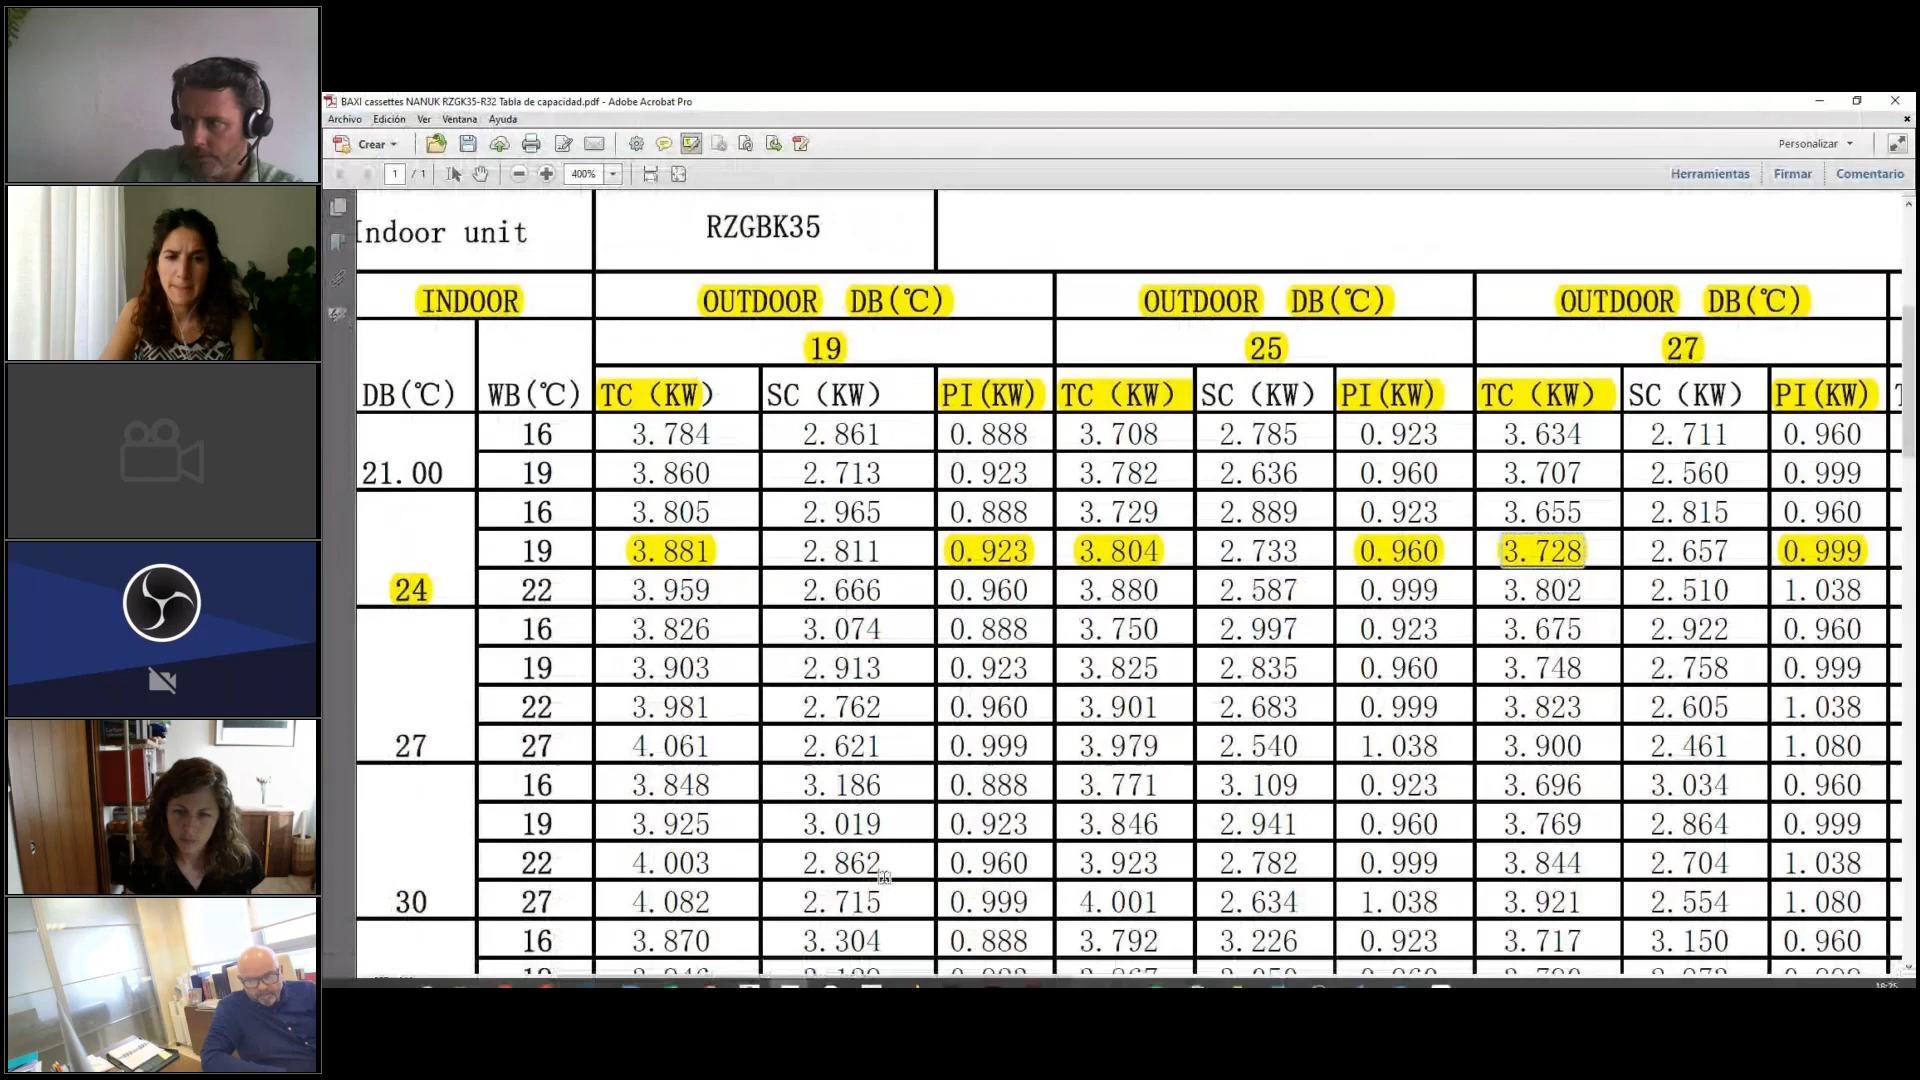 BAXI cassettes NANUK RZGK35-R32 Tabla de capacidad.pdf - Adobe Acrobat Pro
Archivo Edición Ver Ventana Ayuda
Crear Personalizar
1 / 1 400% Herramientas Firmar Comentario
Indoor unit RZGBK35
INDOOR OUTDOOR DB(℃) OUTDOOR DB(℃) OUTDOOR DB(℃)
19 25 27
DB(℃) WB(℃) TC (KW) SC (KW) PI(KW) TC (KW) SC (KW) PI(KW) TC (KW) SC (KW) PI(KW)
16 3.784 2.861 0.888 3.708 2.785 0.923 3.634 2.711 0.960
21.00 19 3.860 2.713 0.923 3.782 2.636 0.960 3.707 2.560 0.999
16 3.805 2.965 0.888 3.729 2.889 0.923 3.655 2.815 0.960
19 3.881 2.811 0.923 3.804 2.733 0.960 3.728 2.657 0.999
24 22 3.959 2.666 0.960 3.880 2.587 0.999 3.802 2.510 1.038
16 3.826 3.074 0.888 3.750 2.997 0.923 3.675 2.922 0.960
19 3.903 2.913 0.923 3.825 2.835 0.960 3.748 2.758 0.999
22 3.981 2.762 0.960 3.901 2.683 0.999 3.823 2.605 1.038
27 27 4.061 2.621 0.999 3.979 2.540 1.038 3.900 2.461 1.080
16 3.848 3.186 0.888 3.771 3.109 0.923 3.696 3.034 0.960
19 3.925 3.019 0.923 3.846 2.941 0.960 3.769 2.864 0.999
22 4.003 2.862 0.960 3.923 2.782 0.999 3.844 2.704 1.038
30 27 4.082 2.715 0.999 4.001 2.634 1.038 3.921 2.554 1.080
16 3.870 3.304 0.888 3.792 3.226 0.923 3.717 3.150 0.960